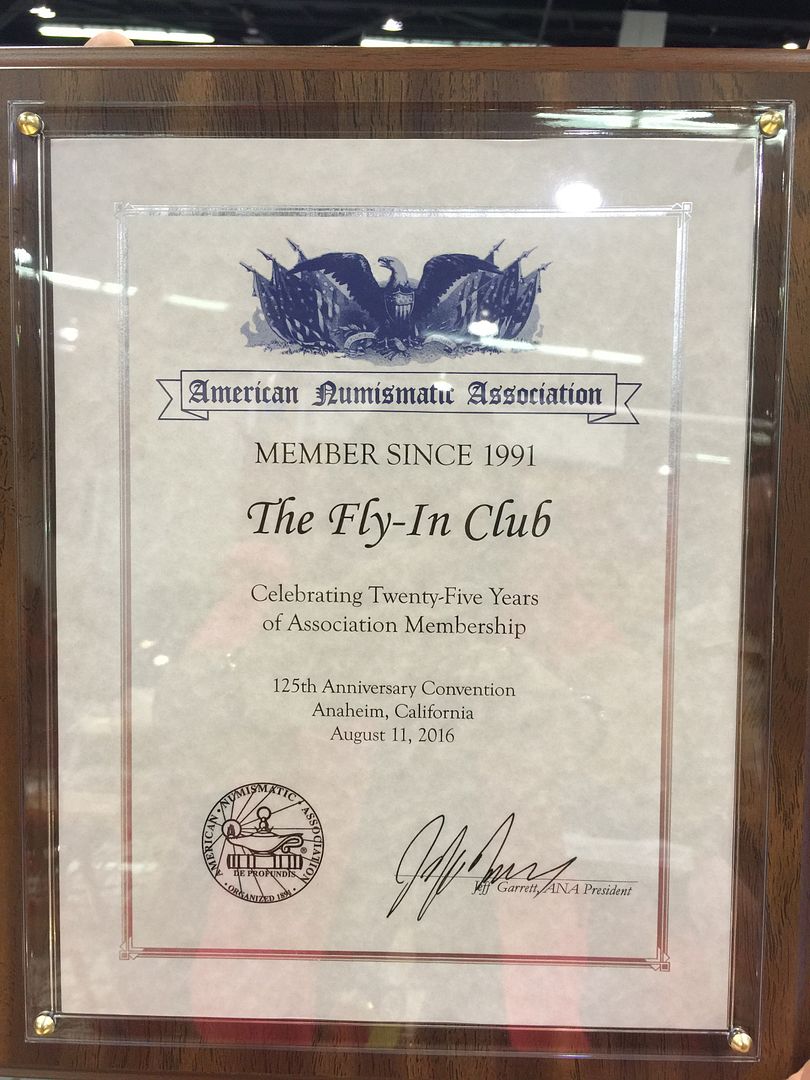 American Numismatic Association
MEMBER SINCE 1991
The Fly-In Club
Celebrating Twenty-Five Years
of Association Membership
125th Anniversary Convention
Anaheim, California
August 11, 2016
AMERICAN · NUMISMATIC · ASSOCIATION
DE PROFUNDIS
®
· ORGANIZED 1891 ·
Jeff Garrett, ANA President